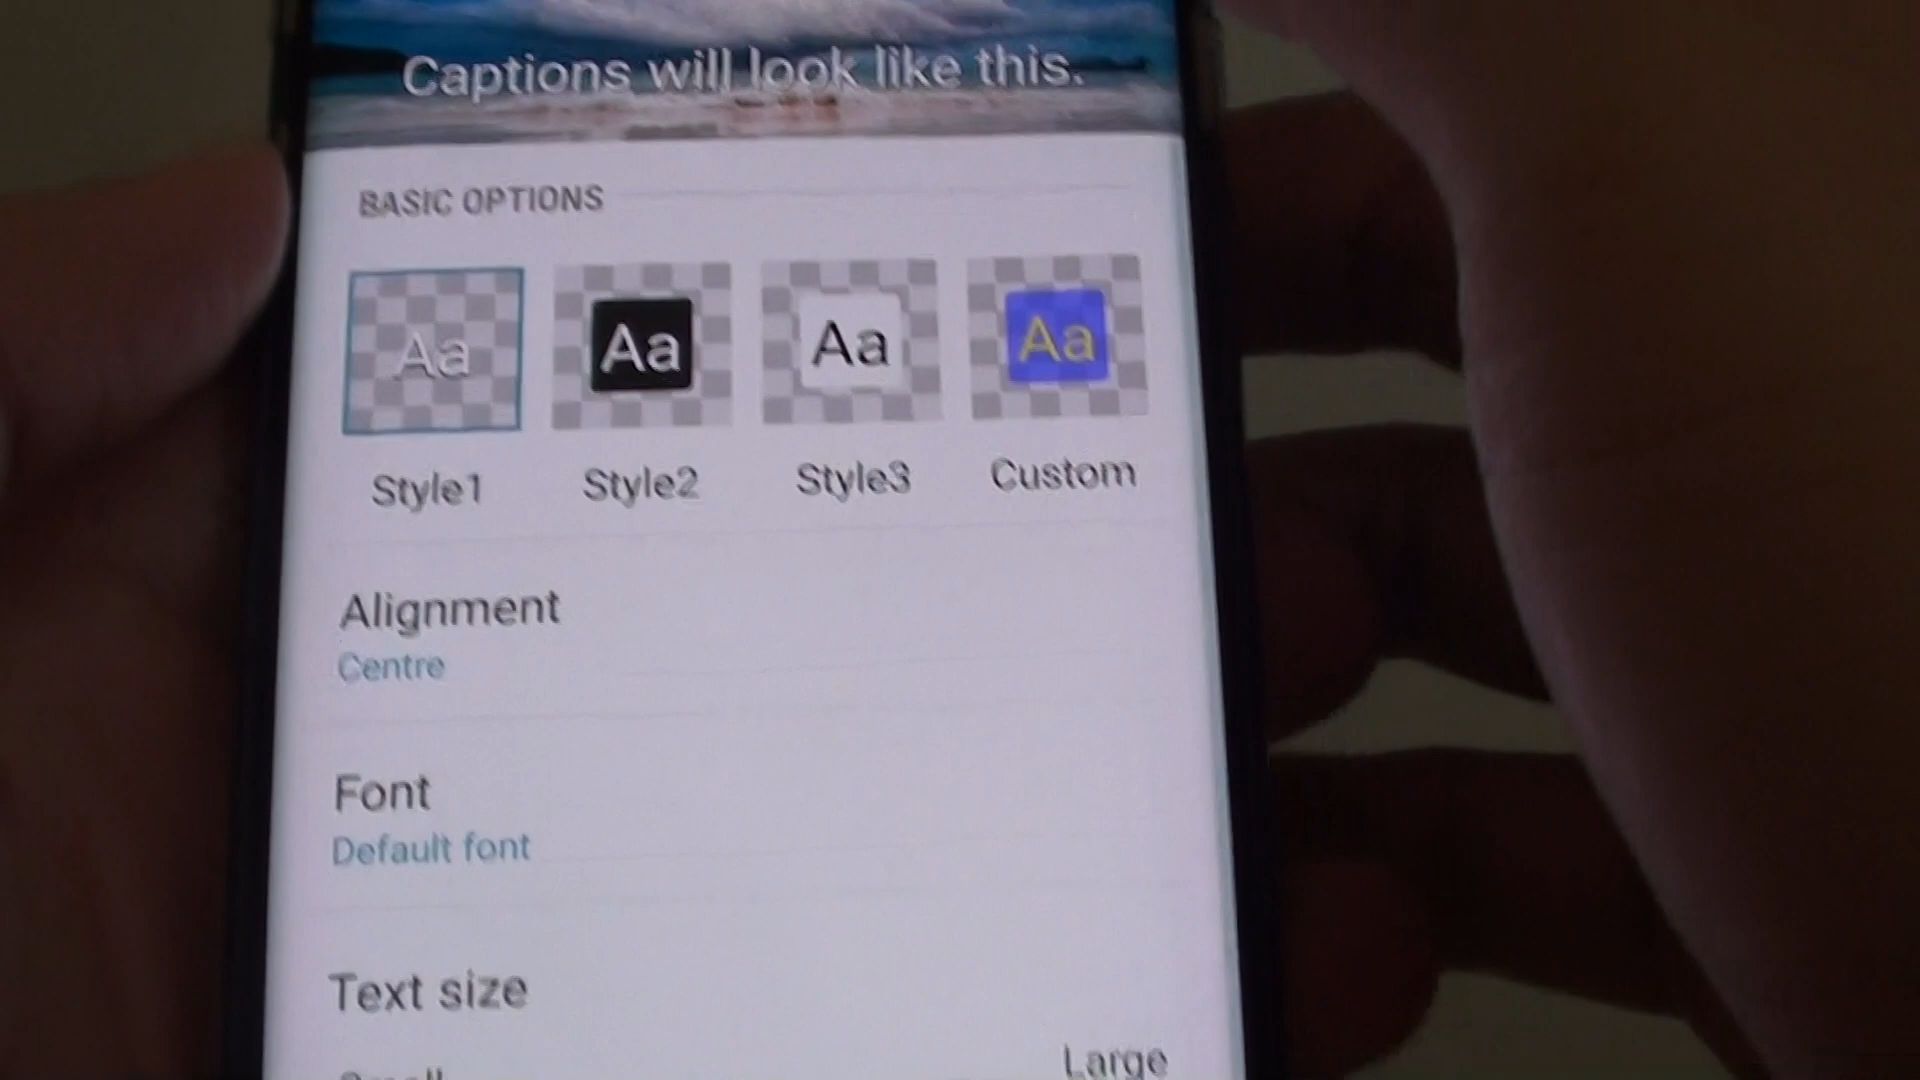 Captions will look like this.
BASIC OPTIONS
Aa Aa Aa Aa
Style1 Style2 Style3 Custom
Alignment
Centre
Font
Default font
Text size
Small Large